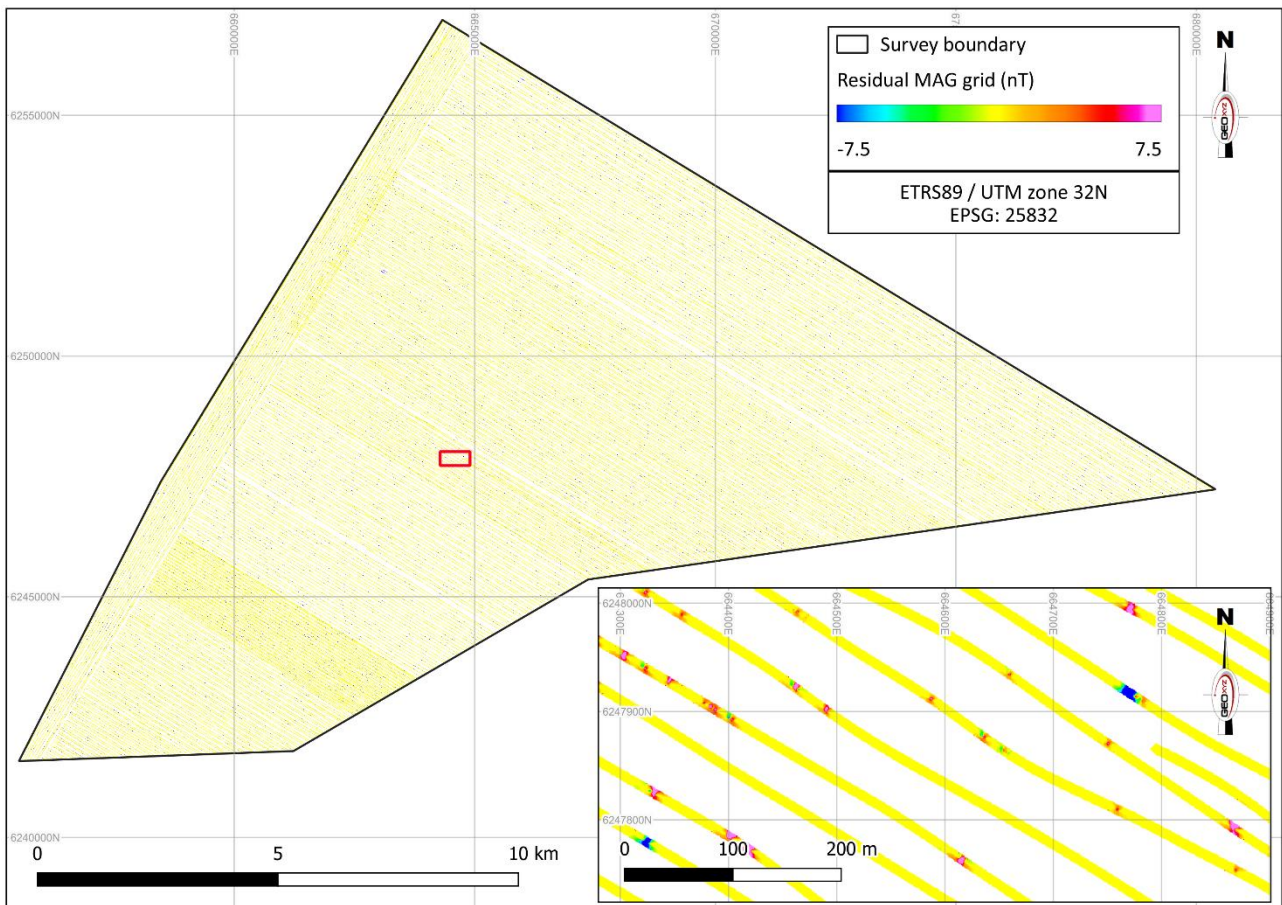 660000E
665000E
670000E
67
680000E
Survey boundary
Residual MAG grid (nT)
-7.5
7.5
ETRS89 / UTM zone 32N
EPSG: 25832
N
GEOXYZ
6255000N
6250000N
6245000N
6240000N
0
5
10 km
664400E
664500E
664600E
664700E
664800E
6248000N
6247900N
6247800N
0
100
200 m
N
GEOXYZ